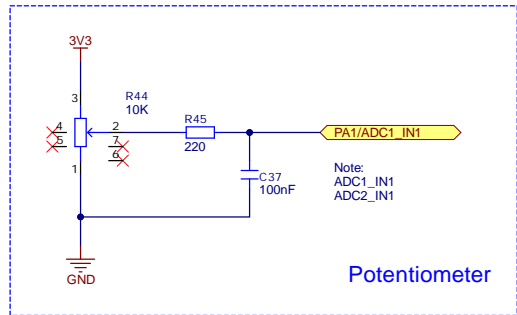 3V3
R44
10K
3
4
5
2
7
6
1
R45
220
PA1/ADC1_IN1
C37
100nF
Note:
ADC1_IN1
ADC2_IN1
GND
Potentiometer